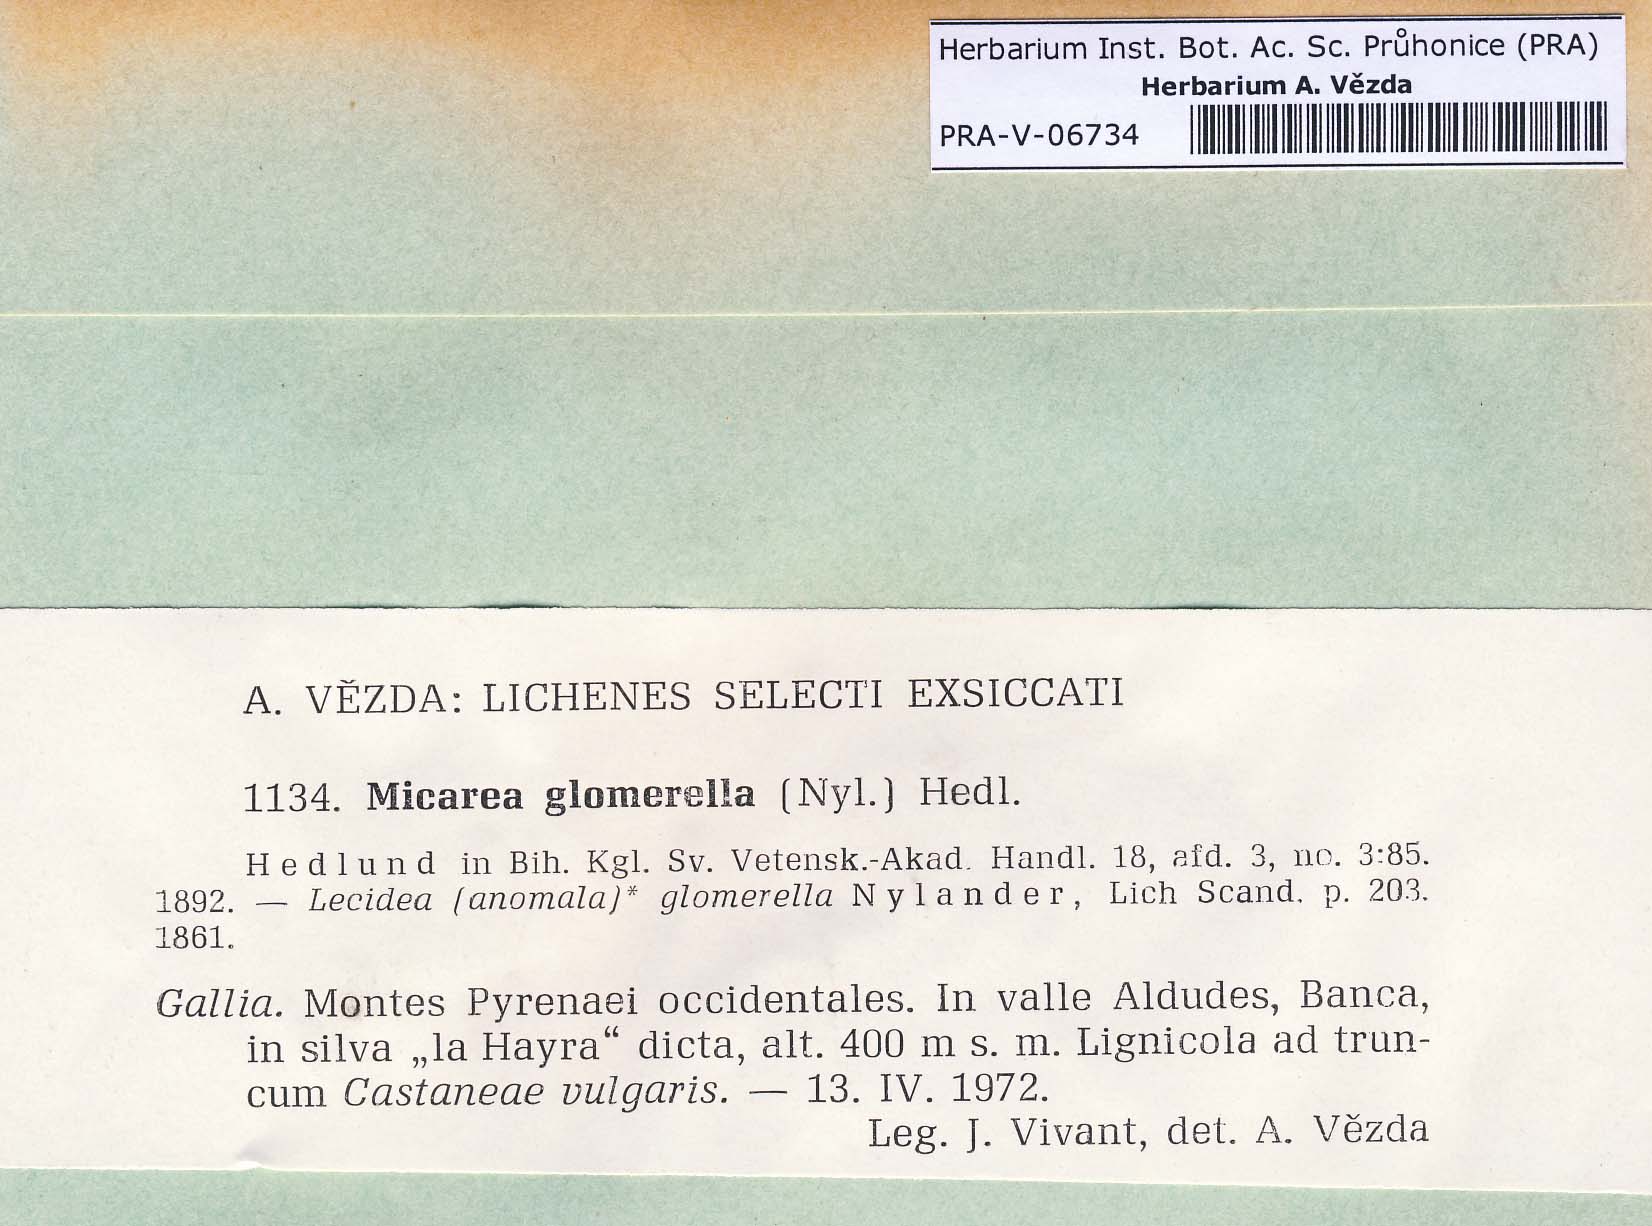 Herbarium Inst. Bot. Ac. Sc. Průhonice (PRA)
Herbarium A. Vězda
PRA-V-06734
A. VĚZDA: LICHENES SELECTI EXSICCATI
1134. Micarea glomerella (Nyl.) Hedl.
Hedlund in Bih. Kgl. Sv. Vetensk.-Akad. Handl. 18, afd. 3, no. 3:85.
1892. — Lecidea (anomala)* glomerella Nylander, Lich Scand. p. 203.
1861.
Gallia. Montes Pyrenaei occidentales. In valle Aldudes, Banca,
in silva „la Hayra“ dicta, alt. 400 m s. m. Lignicola ad trun-
cum Castaneae vulgaris. — 13. IV. 1972.
Leg. J. Vivant, det. A. Vězda